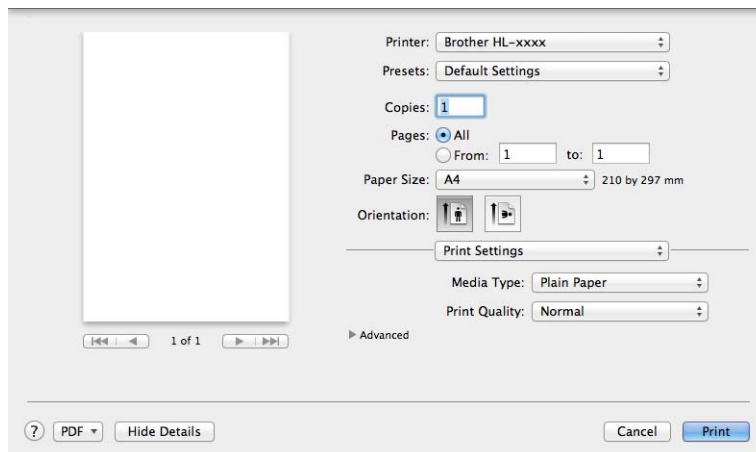 Printer: Brother HL-xxxx
Presets: Default Settings
Copies: 1
Pages: All
From: 1 to: 1
Paper Size: A4 210 by 297 mm
Orientation:
Print Settings
Media Type: Plain Paper
Print Quality: Normal
Advanced
1 of 1
? PDF Hide Details Cancel Print